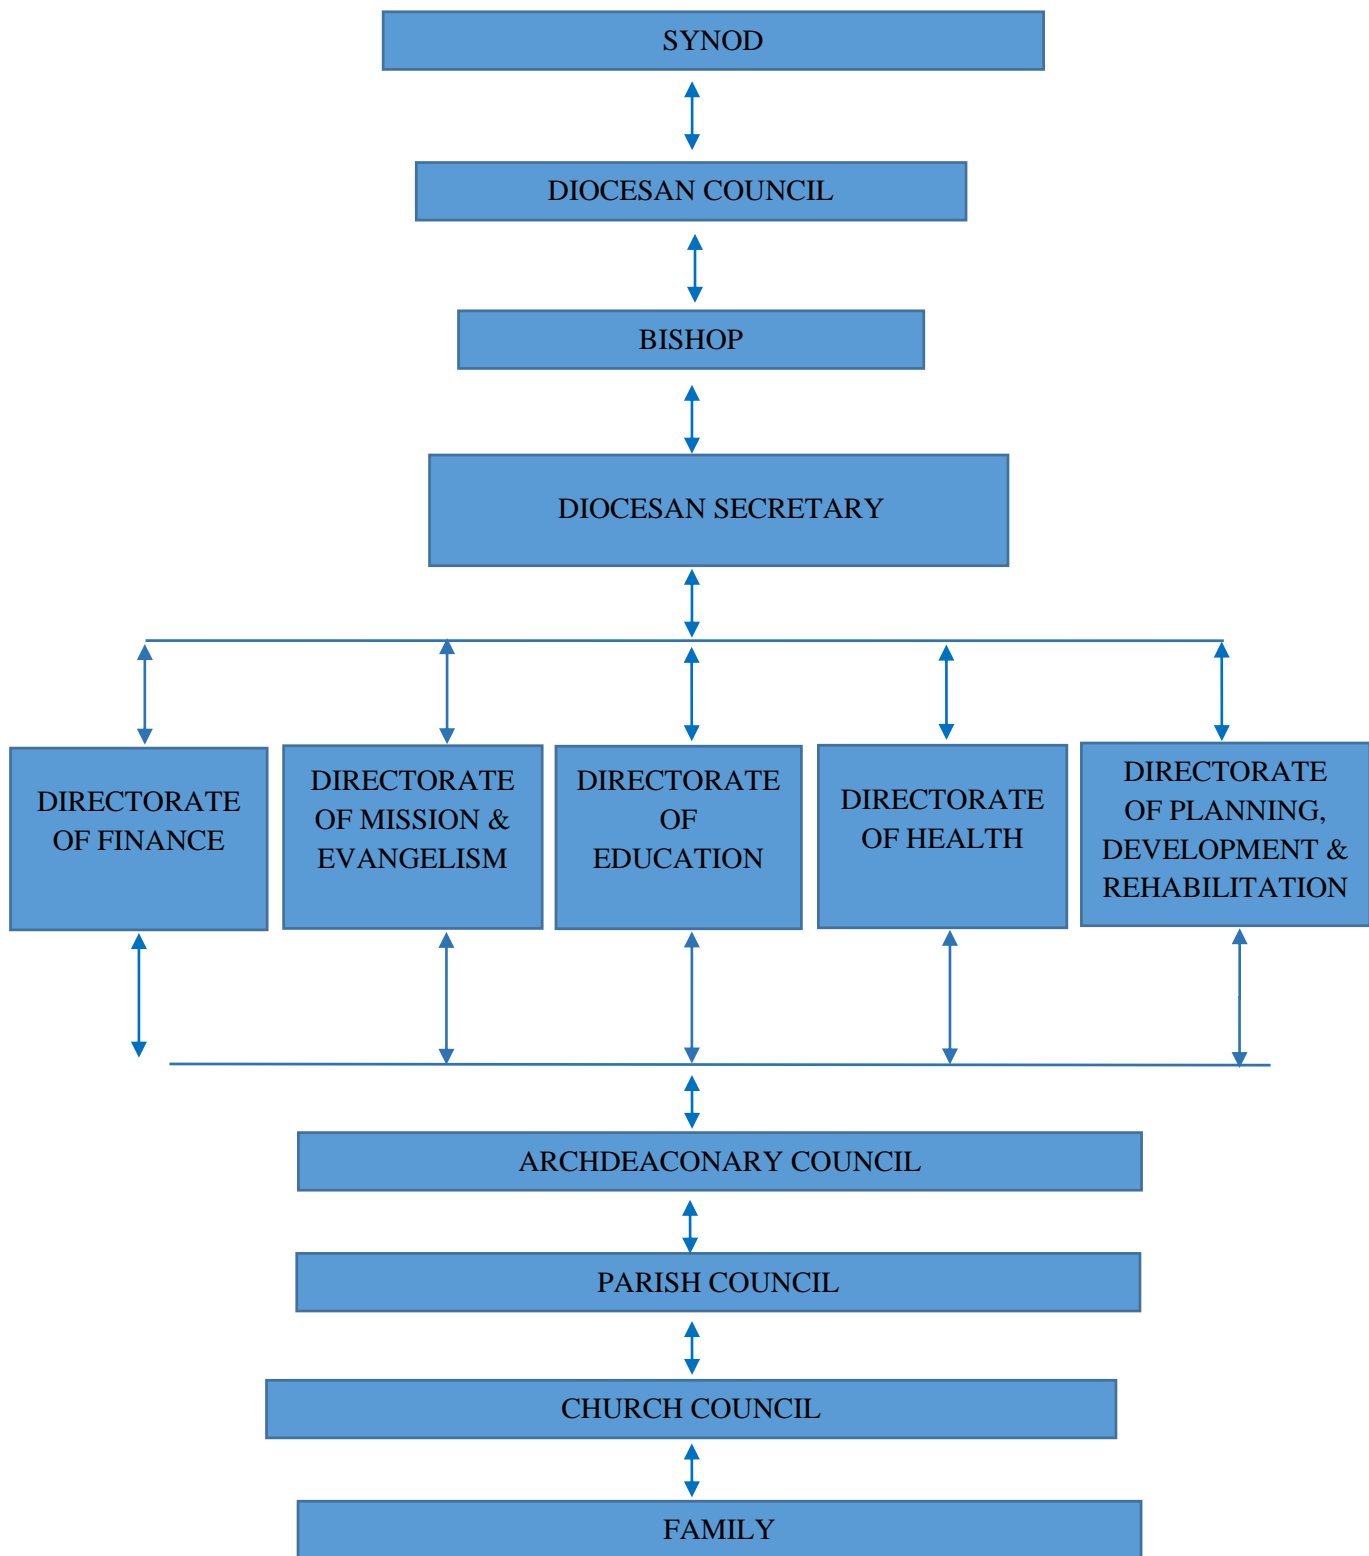 SYNOD
DIOCESAN COUNCIL
BISHOP
DIOCESAN SECRETARY
DIRECTORATE
OF FINANCE
DIRECTORATE
OF MISSION &
EVANGELISM
DIRECTORATE
OF
EDUCATION
DIRECTORATE
OF HEALTH
DIRECTORATE
OF PLANNING,
DEVELOPMENT &
REHABILITATION
ARCHDEACONARY COUNCIL
PARISH COUNCIL
CHURCH COUNCIL
FAMILY